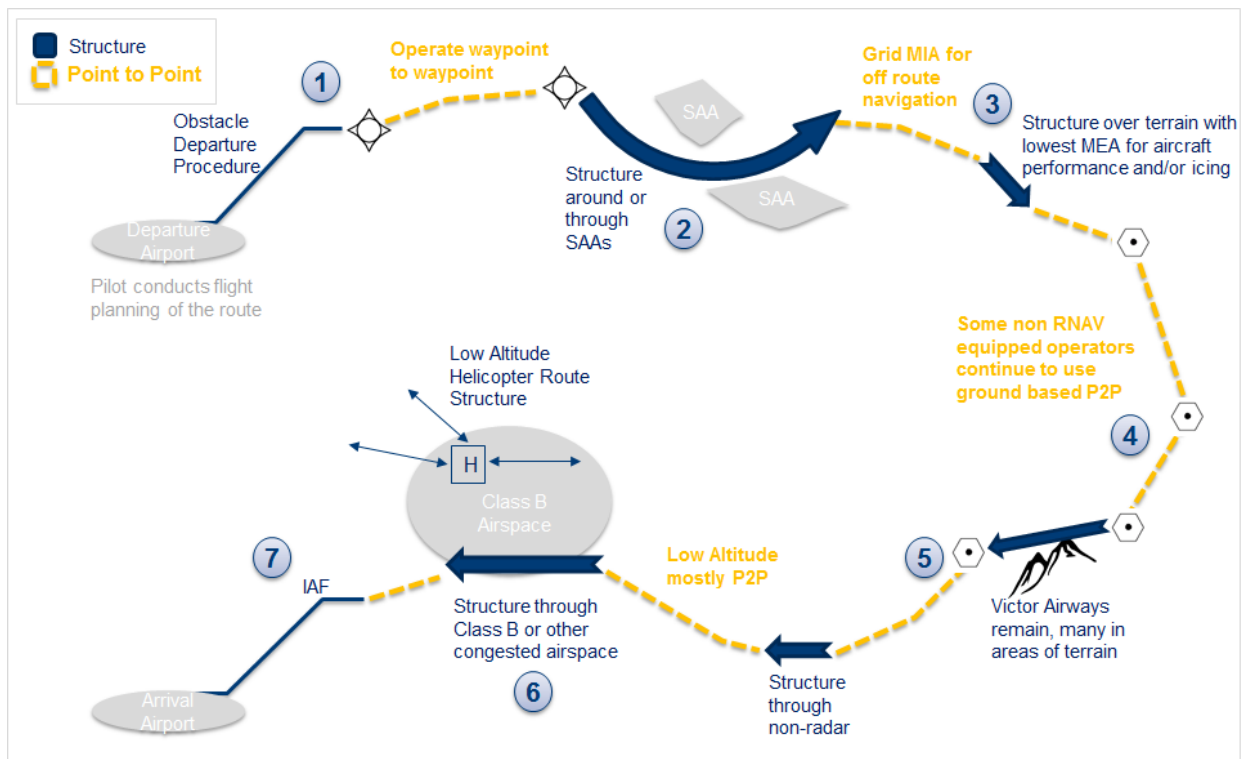 Structure
Point to Point
1
Operate waypoint
to waypoint
Obstacle
Departure
Procedure
Departure
Airport
Pilot conducts flight
planning of the route
SAA
SAA
Structure
around or
through
SAAs
2
Grid MIA for
off route
navigation
3
Structure over terrain with
lowest MEA for aircraft
performance and/or icing
Some non RNAV
equipped operators
continue to use
ground based P2P
4
5
Victor Airways
remain, many in
areas of terrain
Structure
through
non-radar
Low Altitude
mostly P2P
Low Altitude
Helicopter Route
Structure
H
Class B
Airspace
Structure through
Class B or other
congested airspace
6
7
IAF
Arrival
Airport